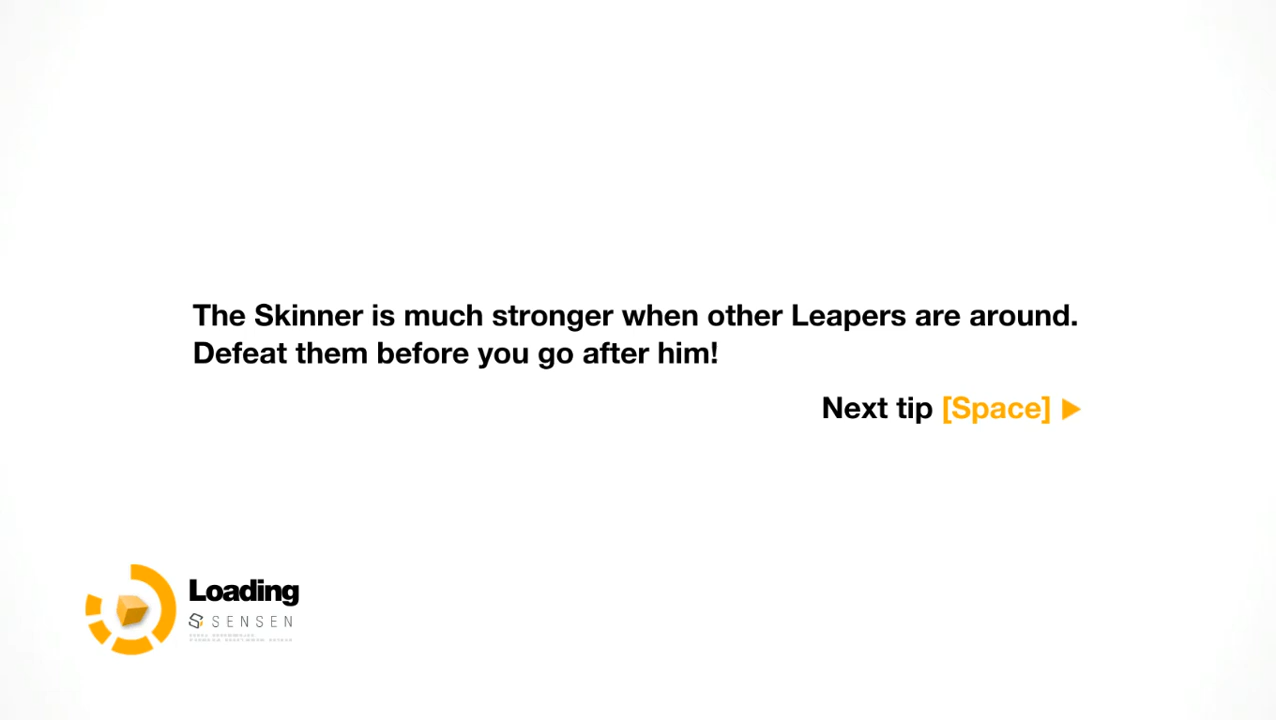 The Skinner is much stronger when other Leapers are around.
Defeat them before you go after him!
Next tip [Space]
Loading
SENSEN